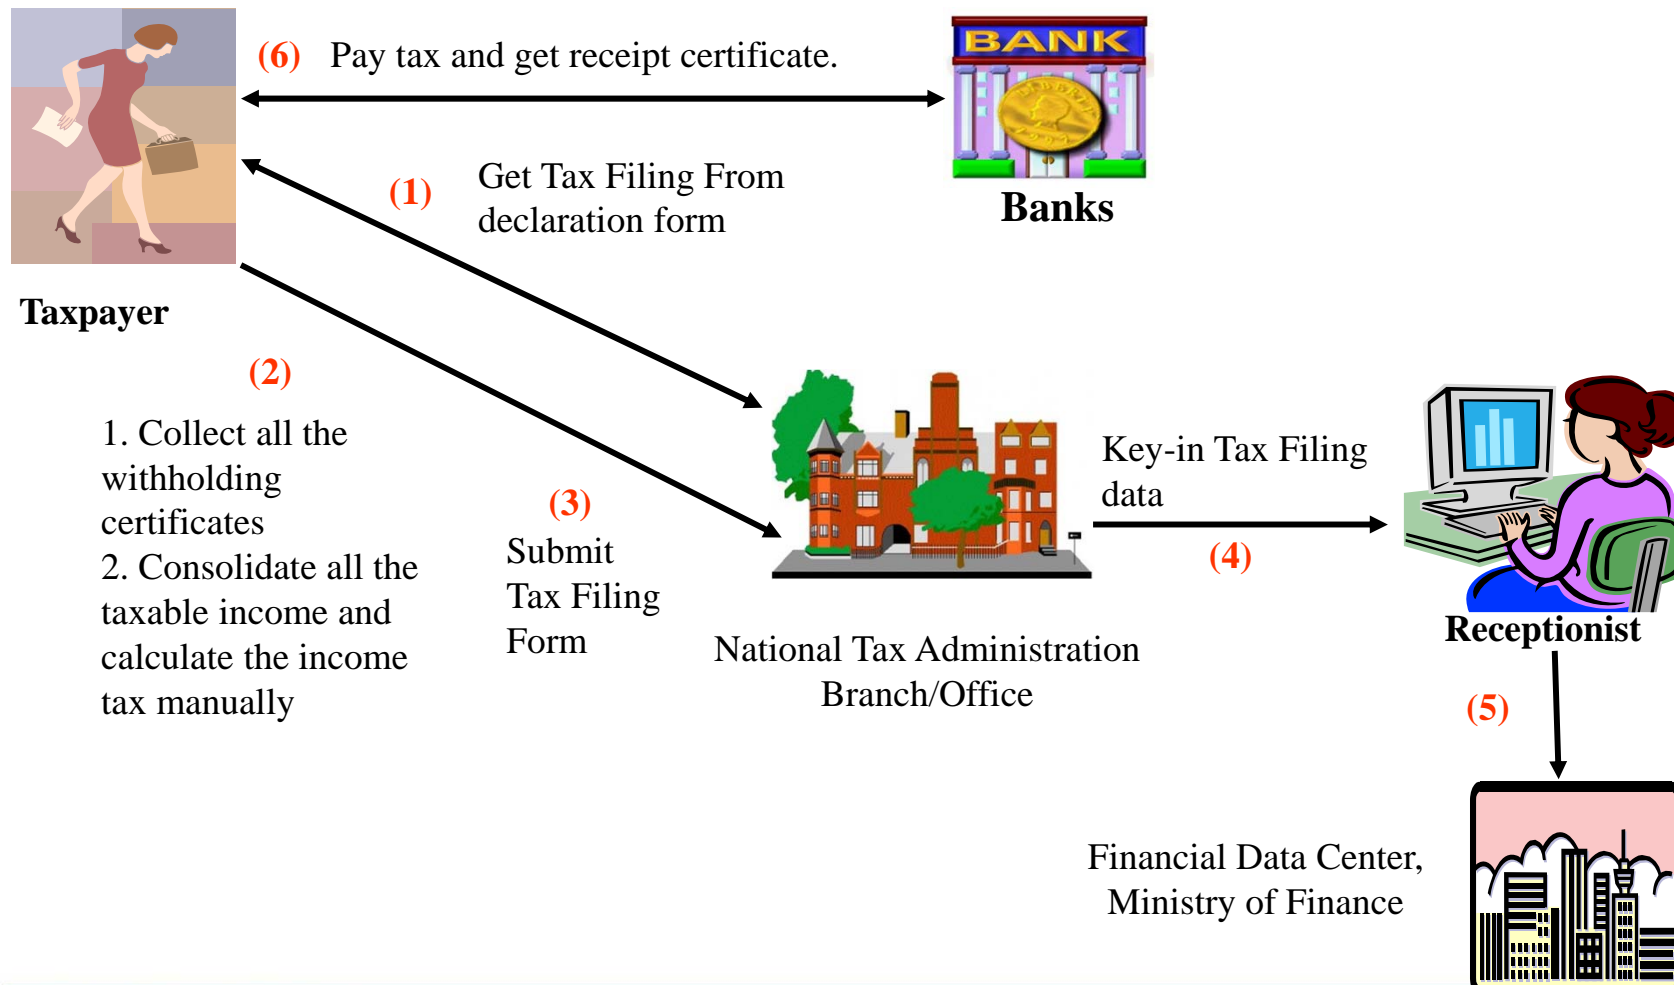 (6) Pay tax and get receipt certificate.
BANK
Banks
(1)
Get Tax Filing From
declaration form
Taxpayer
(2)
1. Collect all the
withholding
certificates
2. Consolidate all the
taxable income and
calculate the income
tax manually
(3)
Submit
Tax Filing
Form
National Tax Administration
Branch/Office
Key-in Tax Filing
data
(4)
Receptionist
(5)
Financial Data Center,
Ministry of Finance